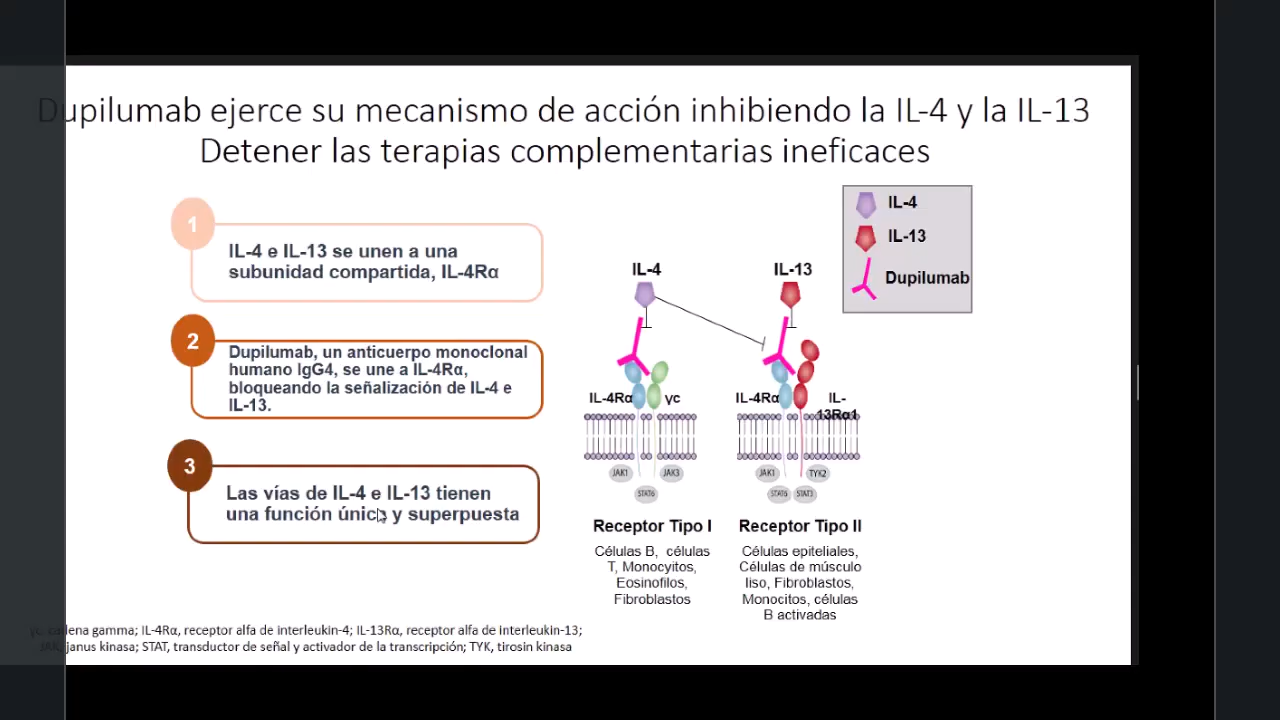 Dupilumab ejerce su mecanismo de acción inhibiendo la IL-4 y la IL-13
Detener las terapias complementarias ineficaces
1
IL-4 e IL-13 se unen a una
subunidad compartida, IL-4Rα
2
Dupilumab, un anticuerpo monoclonal
humano IgG4, se une a IL-4Rα,
bloqueando la señalización de IL-4 e
IL-13.
3
Las vías de IL-4 e IL-13 tienen
una función única y superpuesta
IL-4
IL-13
Dupilumab
IL-4
IL-13
IL-4Rα
γc
IL-4Rα
IL-
13Rα1
JAK1
JAK3
STAT6
JAK1
TYK2
STAT6
STAT3
Receptor Tipo I
Células B, células
T, Monocyitos,
Eosinofilos,
Fibroblastos
Receptor Tipo II
Células epiteliales,
Células de músculo
liso, Fibroblastos,
Monocitos, células
B activadas
γc, cadena gamma; IL-4Rα, receptor alfa de interleukin-4; IL-13Rα, receptor alfa de interleukin-13;
JAK, janus kinasa; STAT, transductor de señal y activador de la transcripción; TYK, tirosin kinasa